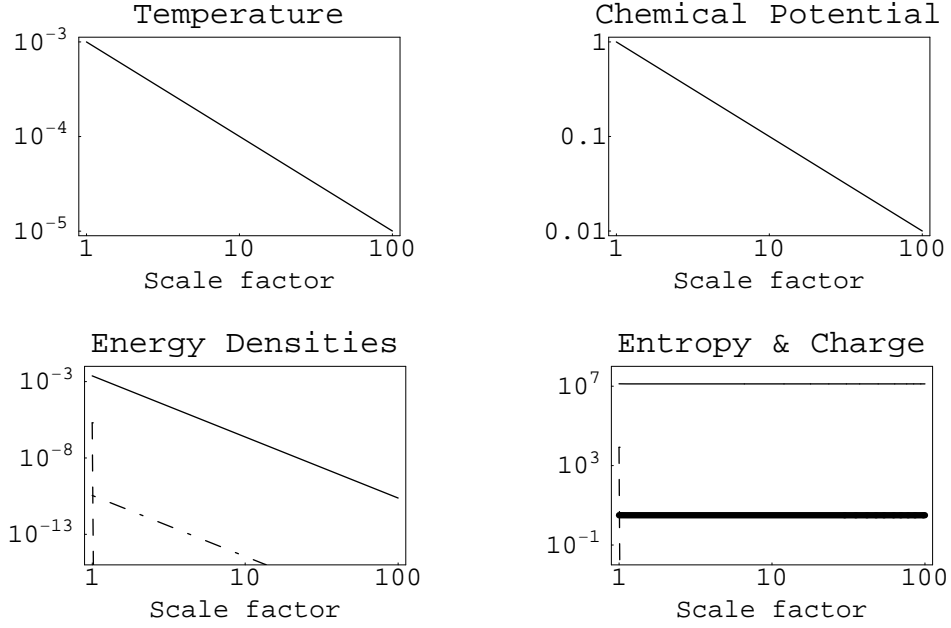 Temperature
10^-3
10^-4
10^-5
1 10 100
Scale factor
Chemical Potential
1
0.1
0.01
1 10 100
Scale factor
Energy Densities
10^-3
10^-8
10^-13
1 10 100
Scale factor
Entropy & Charge
10^7
10^3
10^-1
1 10 100
Scale factor